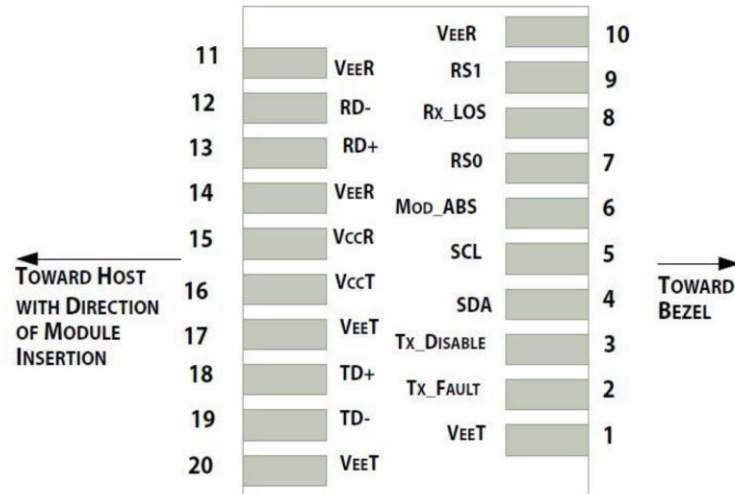 11 VEER
12 RD-
13 RD+
14 VEER
15 VCCR
16 VCCT
17 VEET
18 TD+
19 TD-
20 VEET
VEER 10
RS1 9
RX_LOS 8
RS0 7
MOD_ABS 6
SCL 5
SDA 4
TX_DISABLE 3
TX_FAULT 2
VEET 1
TOWARD HOST
WITH DIRECTION
OF MODULE
INSERTION
TOWARD
BEZEL